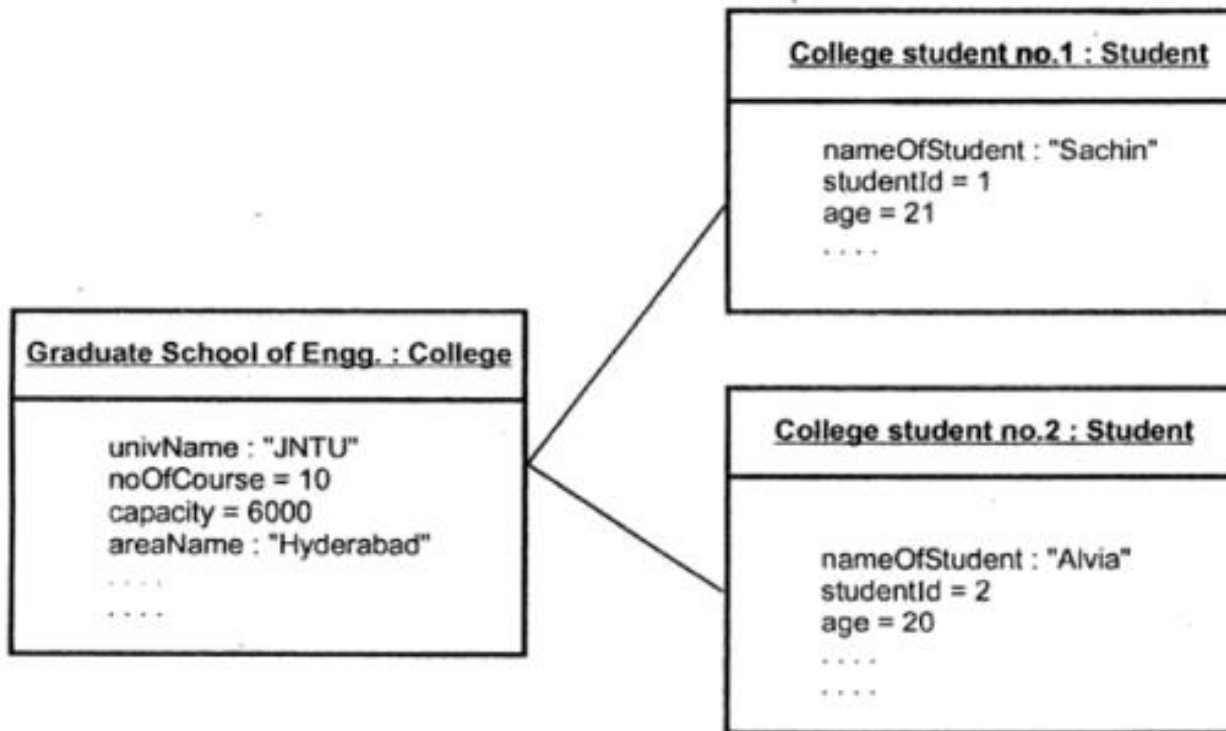 College student no.1 : Student
nameOfStudent : "Sachin"
studentId = 1
age = 21
. . . .
Graduate School of Engg. : College
univName : "JNTU"
noOfCourse = 10
capacity = 6000
areaName : "Hyderabad"
. . . .
. . . .
College student no.2 : Student
nameOfStudent : "Alvia"
studentId = 2
age = 20
. . . .
. . . .